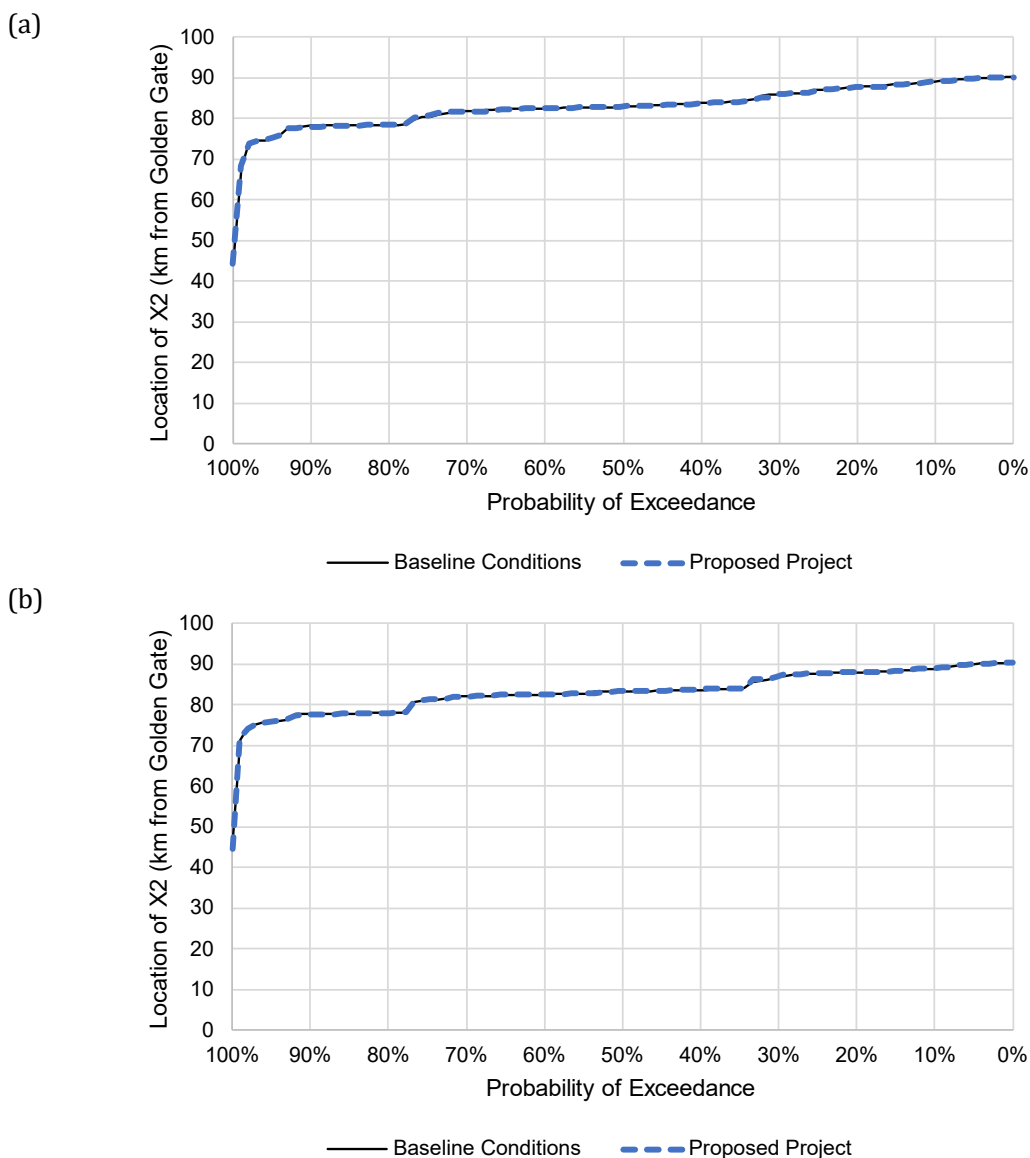 (a)
100
90
80
70
60
50
40
30
20
10
0
Location of X2 (km from Golden Gate)
100% 90% 80% 70% 60% 50% 40% 30% 20% 10% 0%
Probability of Exceedance
Baseline Conditions Proposed Project
(b)
100
90
80
70
60
50
40
30
20
10
0
Location of X2 (km from Golden Gate)
100% 90% 80% 70% 60% 50% 40% 30% 20% 10% 0%
Probability of Exceedance
Baseline Conditions Proposed Project